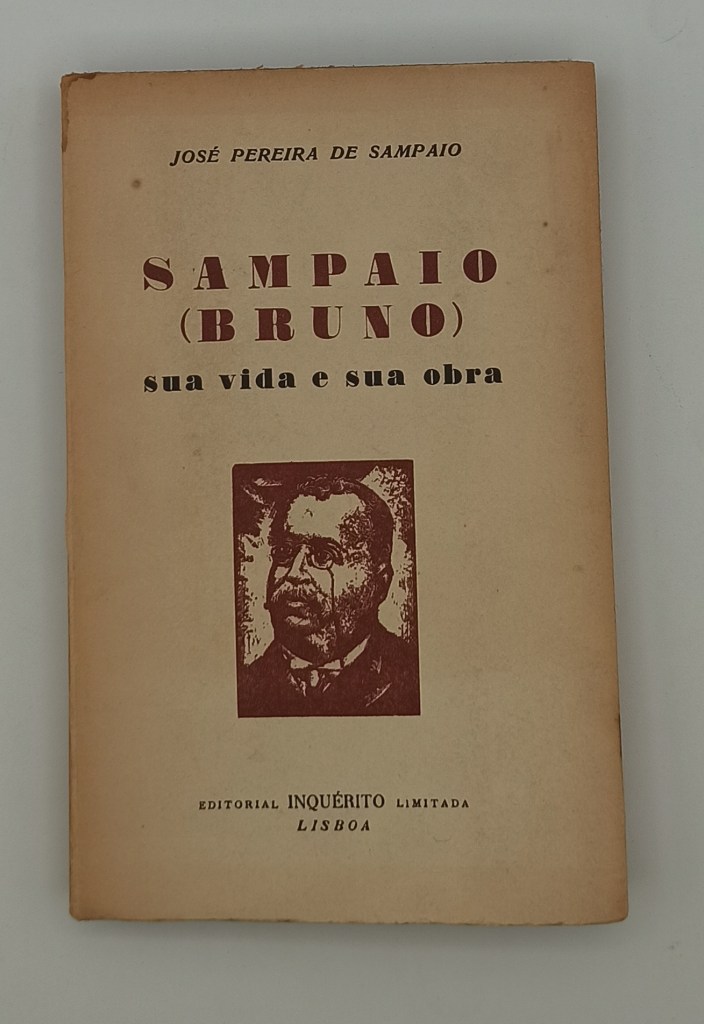 JOSÉ PEREIRA DE SAMPAIO
SAMPAIO
(BRUNO)
sua vida e sua obra
EDITORIAL INQUÉRITO LIMITADA
LISBOA